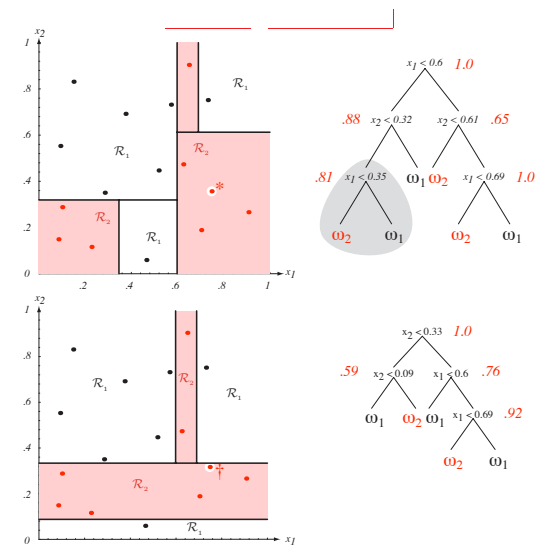 x2
1
.8
.6
.4
.2
0
R1
R1
R2
*
R2
R1
.2 .4 .6 .8 1 x1
x1 < 0.6 1.0
.88 x2 < 0.32 x2 < 0.61 .65
.81 x1 < 0.35 ω1 ω2 x1 < 0.69 1.0
ω2 ω1 ω2 ω1
x2
1
.8
.6
.4
.2
0
R1 R2 R1
†
R2
R1
.2 .4 .6 .8 1 x1
x2 < 0.33 1.0
.59 x2 < 0.09 x1 < 0.6 .76
ω1 ω2 ω1 x1 < 0.69 .92
ω2 ω1